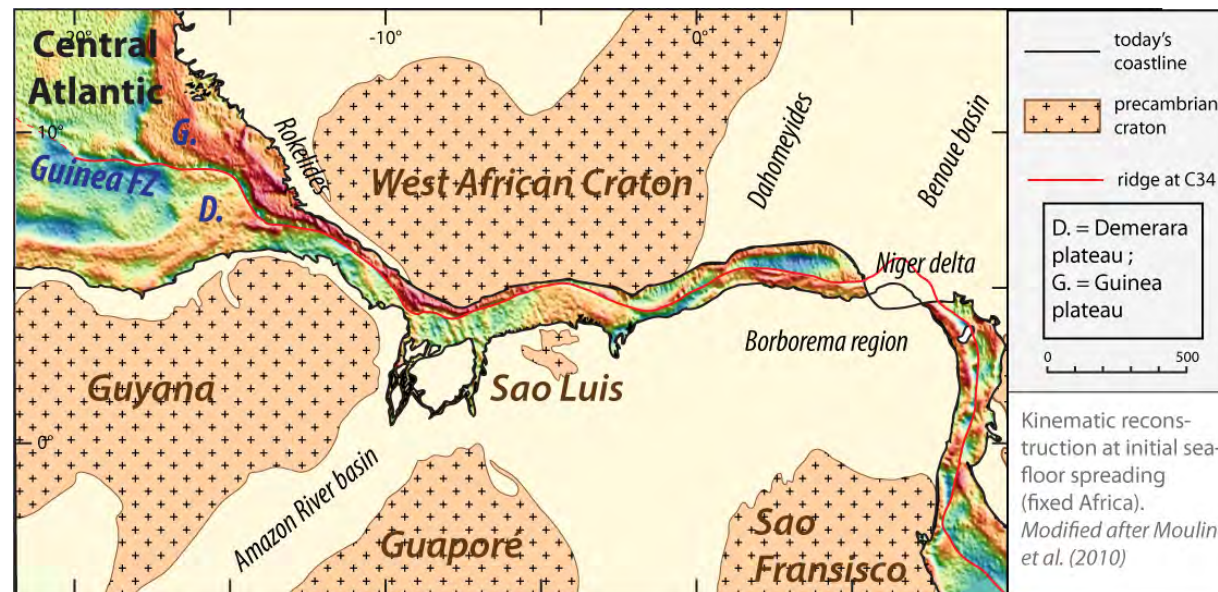 Central
Atlantic
20°
-10°
0°
10°
G.
Guinea FZ
D.
Rokelides
West African Craton
Dahomeyides
Benoue basin
Niger delta
Borborema region
Guyana
Sao Luis
0°
Amazon River basin
Guaporé
Sao
Fransisco
today's
coastline
precambrian
craton
ridge at C34
D. = Demerara
plateau ;
G. = Guinea
plateau
0
500
Kinematic recons-
truction at initial sea-
floor spreading
(fixed Africa).
Modified after Moulin
et al. (2010)